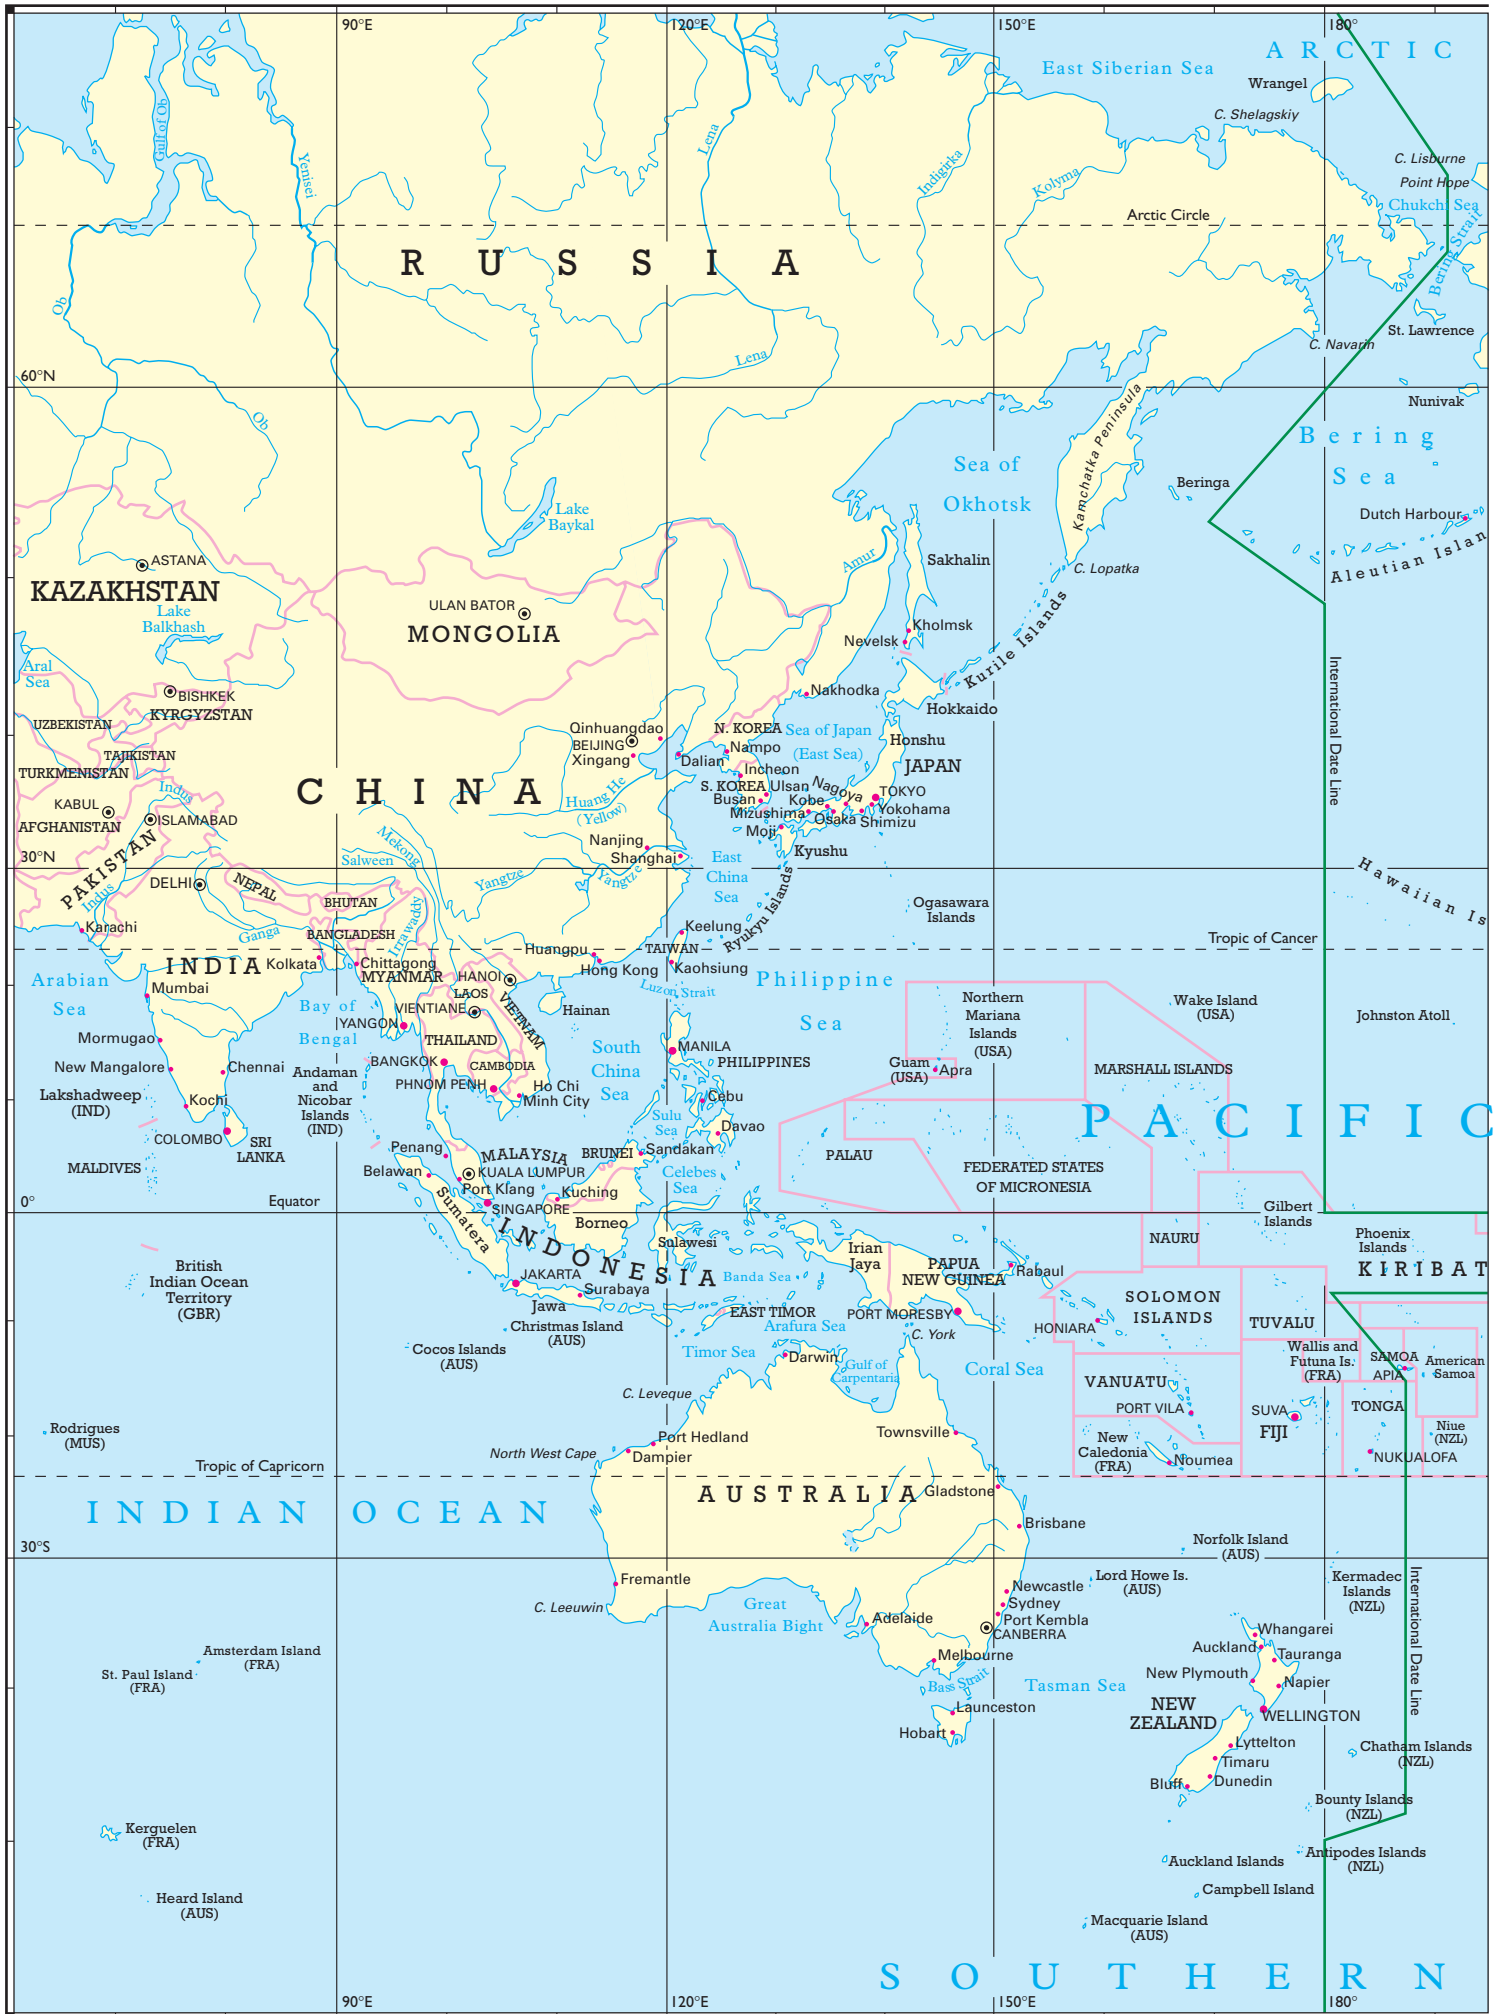 90°E
120°E
150°E
180°
ARCTIC
East Siberian Sea
Wrangel
C. Shelagskiy
Gulf of Ob
Yenisei
Lena
Indigirka
Kolyma
C. Lisburne
Point Hope
Chukchi Sea
Bering Strait
Arctic Circle
RUSSIA
Ob
St. Lawrence
C. Navarin
Lena
60°N
Ob
Nunivak
Bering
Sea
Kamchatka Peninsula
Sea of
Okhotsk
Beringa
Dutch Harbour
Aleutian Islan
Lake
Baykal
Amur
Sakhalin
C. Lopatka
ASTANA
KAZAKHSTAN
Lake
Balkhash
ULAN BATOR
MONGOLIA
Kholmsk
Nevelsk
Kurile Islands
Aral
Sea
International Date Line
BISHKEK
KYRGYZSTAN
UZBEKISTAN
TAJIKISTAN
TURKMENISTAN
Nakhodka
Hokkaido
Qinhuangdao
BEIJING
Xingang
N. KOREA
Nampo
Dalian
Sea of Japan
(East Sea)
Honshu
JAPAN
Incheon
S. KOREA
Ulsan
Busan
Nagoya
Kobe
TOKYO
Yokohama
Mizushima
Osaka
Shimizu
Moji
CHINA
Huang He
(Yellow)
Indus
KABUL
AFGHANISTAN
ISLAMABAD
PAKISTAN
Mekong
Salween
Nanjing
Shanghai
Kyushu
30°N
East
China
Sea
Yangtze
Yangtze
DELHI
NEPAL
BHUTAN
Indus
Ryukyu Islands
Ogasawara
Islands
Hawaiian Is
Karachi
Ganga
BANGLADESH
Irrawaddy
Keelung
TAIWAN
Huangpu
Hong Kong
Kaohsiung
Tropic of Cancer
INDIA
Kolkata
Chittagong
MYANMAR
HANOI
LAOS
Arabian
Sea
Mumbai
Luzon Strait
Philippine
Sea
Northern
Mariana
Islands
(USA)
Wake Island
(USA)
Johnston Atoll
Bay of
Bengal
YANGON
VIENTIANE
VIETNAM
Hainan
Mormugao
THAILAND
South
China
Sea
MANILA
PHILIPPINES
Guam
(USA)
Apra
MARSHALL ISLANDS
New Mangalore
Chennai
Andaman
and
Nicobar
Islands
(IND)
BANGKOK
CAMBODIA
PHNOM PENH
Ho Chi
Minh City
Lakshadweep
(IND)
Kochi
Cebu
Sulu
Sea
Davao
PACIFIC
COLOMBO
SRI
LANKA
MALDIVES
Penang
MALAYSIA
BRUNEI
Sandakan
PALAU
Belawan
KUALA LUMPUR
Port Klang
Celebes
Sea
FEDERATED STATES
OF MICRONESIA
Kuching
0°
Equator
SINGAPORE
Borneo
Gilbert
Islands
Sumatera
INDONESIA
Sulawesi
Irian
Jaya
PAPUA
NEW GUINEA
Rabaul
NAURU
Phoenix
Islands
KIRIBAT
British
Indian Ocean
Territory
(GBR)
JAKARTA
Surabaya
Jawa
Banda Sea
EAST TIMOR
Arafura Sea
PORT MORESBY
SOLOMON
ISLANDS
HONIARA
TUVALU
Christmas Island
(AUS)
Cocos Islands
(AUS)
C. York
Timor Sea
Darwin
Gulf of
Carpentaria
Coral Sea
Wallis and
Futuna Is.
(FRA)
SAMOA
APIA
American
Samoa
C. Leveque
VANUATU
PORT VILA
SUVA
FIJI
TONGA
Rodrigues
(MUS)
Port Hedland
Townsville
New
Caledonia
(FRA)
Niue
(NZL)
North West Cape
Dampier
Noumea
NUKUALOFA
Tropic of Capricorn
INDIAN OCEAN
AUSTRALIA
Gladstone
Brisbane
Norfolk Island
(AUS)
30°S
Fremantle
Newcastle
Lord Howe Is.
(AUS)
Kermadec
Islands
(NZL)
International Date Line
C. Leeuwin
Great
Australia Bight
Sydney
Adelaide
Port Kembla
CANBERRA
Whangarei
Auckland
Tauranga
Amsterdam Island
(FRA)
St. Paul Island
(FRA)
Melbourne
Bass Strait
Tasman Sea
New Plymouth
Napier
NEW
ZEALAND
WELLINGTON
Launceston
Hobart
Lyttelton
Timaru
Dunedin
Bluff
Chatham Islands
(NZL)
Bounty Islands
(NZL)
Kerguelen
(FRA)
Antipodes Islands
(NZL)
Auckland Islands
Campbell Island
Heard Island
(AUS)
Macquarie Island
(AUS)
SOUTHERN
90°E
120°E
150°E
180°